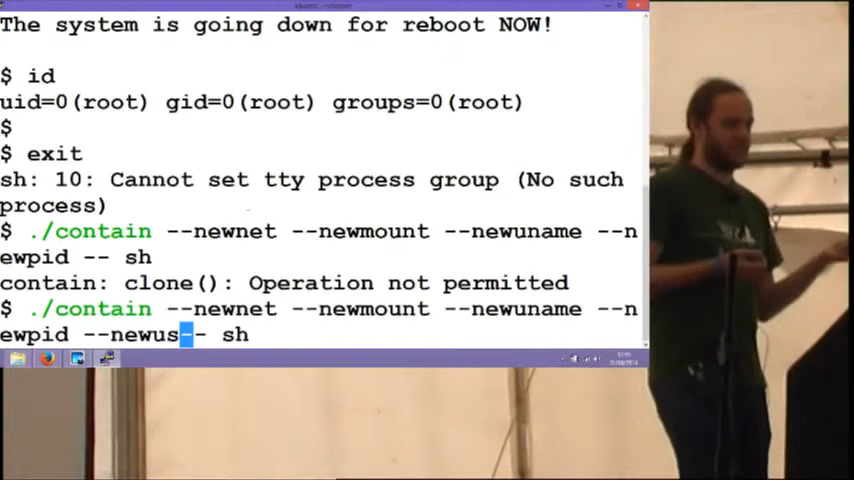 The system is going down for reboot NOW!
$ id
uid=0(root) gid=0(root) groups=0(root)
$
$ exit
sh: 10: Cannot set tty process group (No such
process)
$ ./contain --newnet --newmount --newuname --n
ewpid -- sh
contain: clone(): Operation not permitted
$ ./contain --newnet --newmount --newuname --n
ewpid --newus-- sh